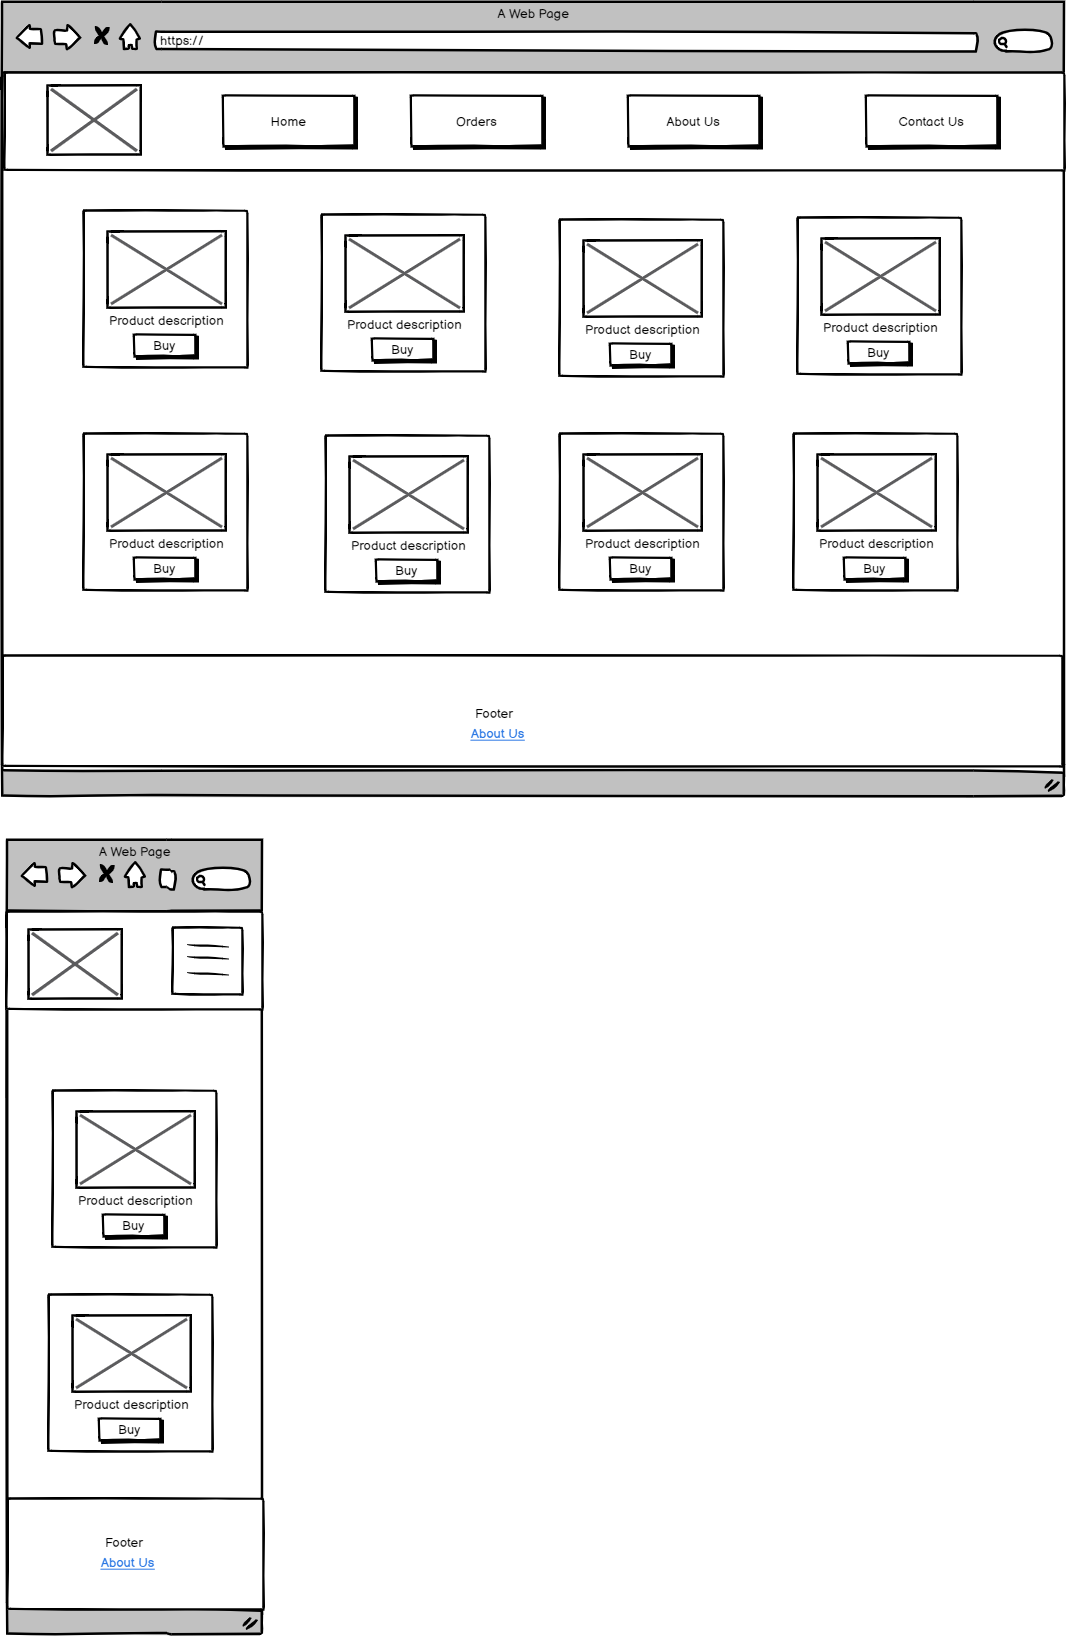 A Web Page
https://
Home Orders About Us Contact Us
Product description Product description Product description Product description
Buy Buy Buy Buy
Product description Product description Product description Product description
Buy Buy Buy Buy
Footer
About Us
A Web Page
Product description
Buy
Product description
Buy
Footer
About Us